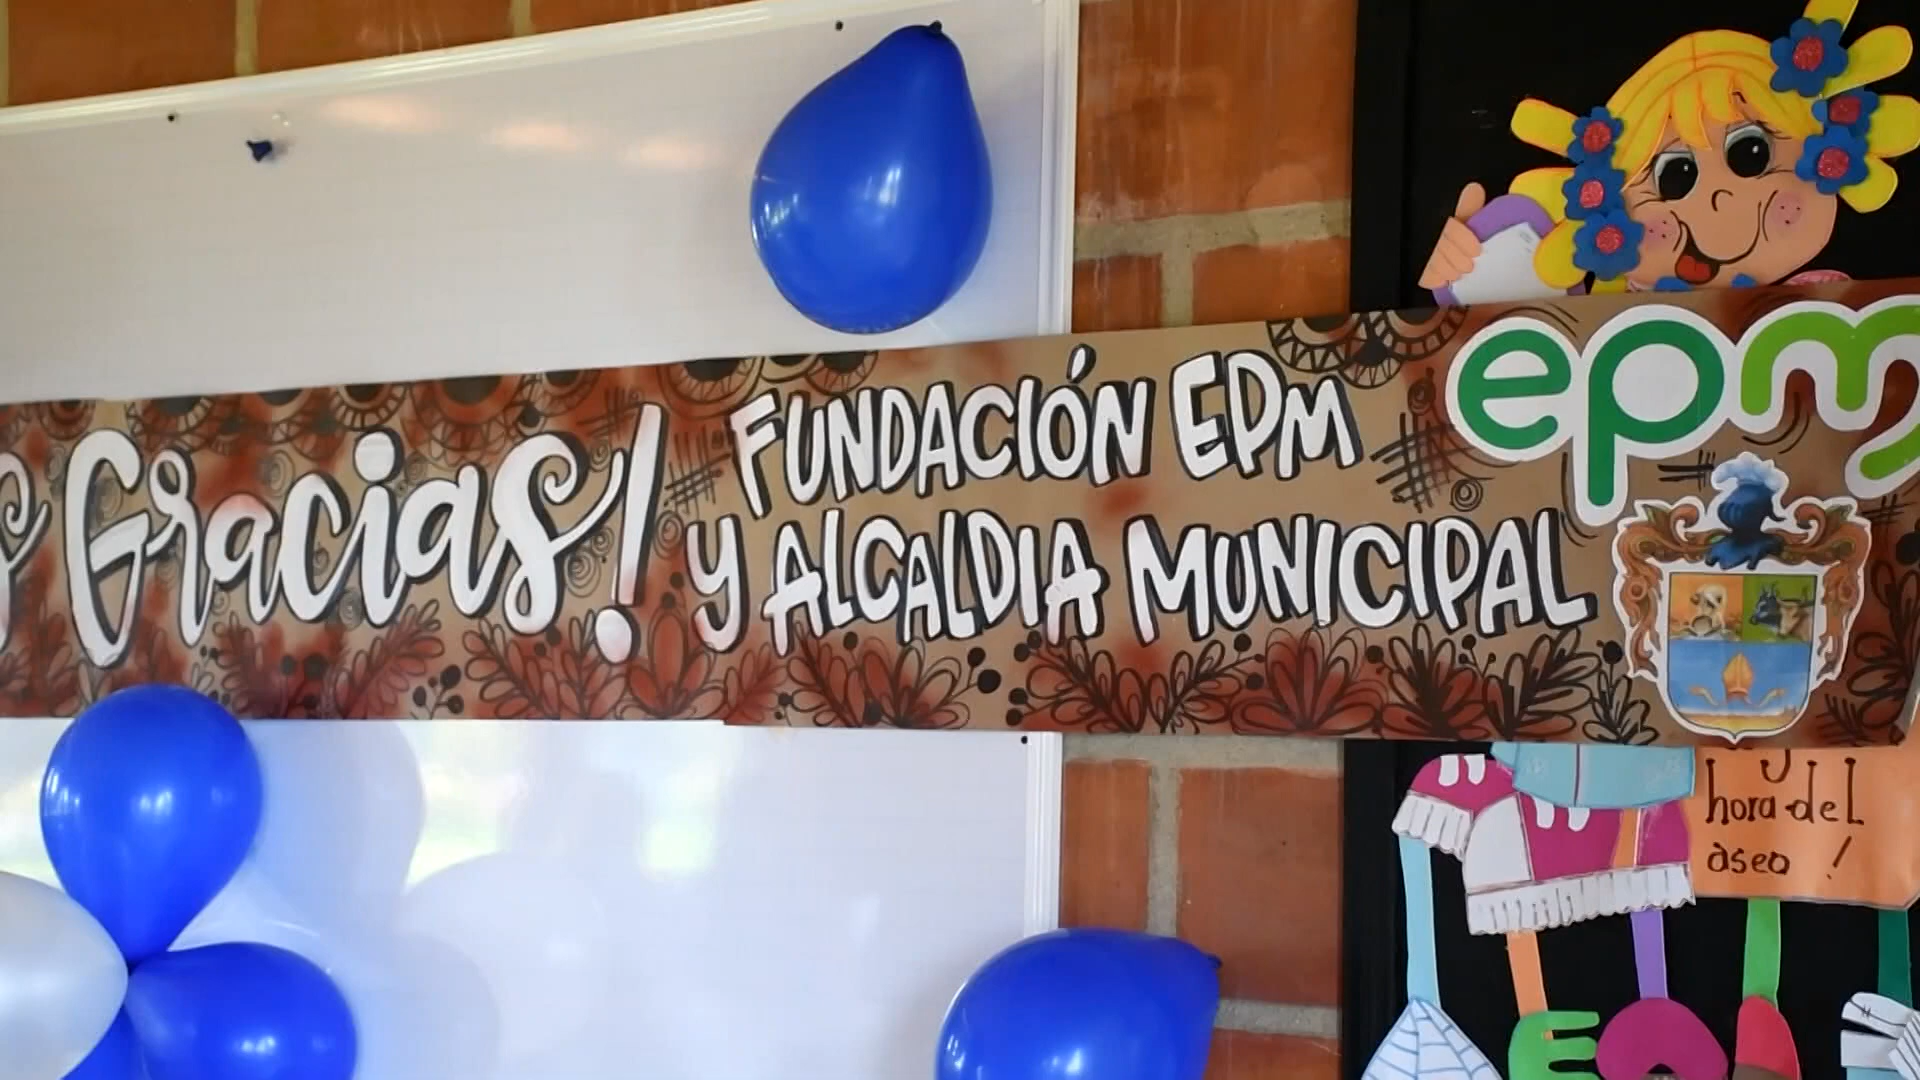 Gracias!
FUNDACIÓN EPM
Y ALCALDIA MUNICIPAL
epm
hora del
aseo !